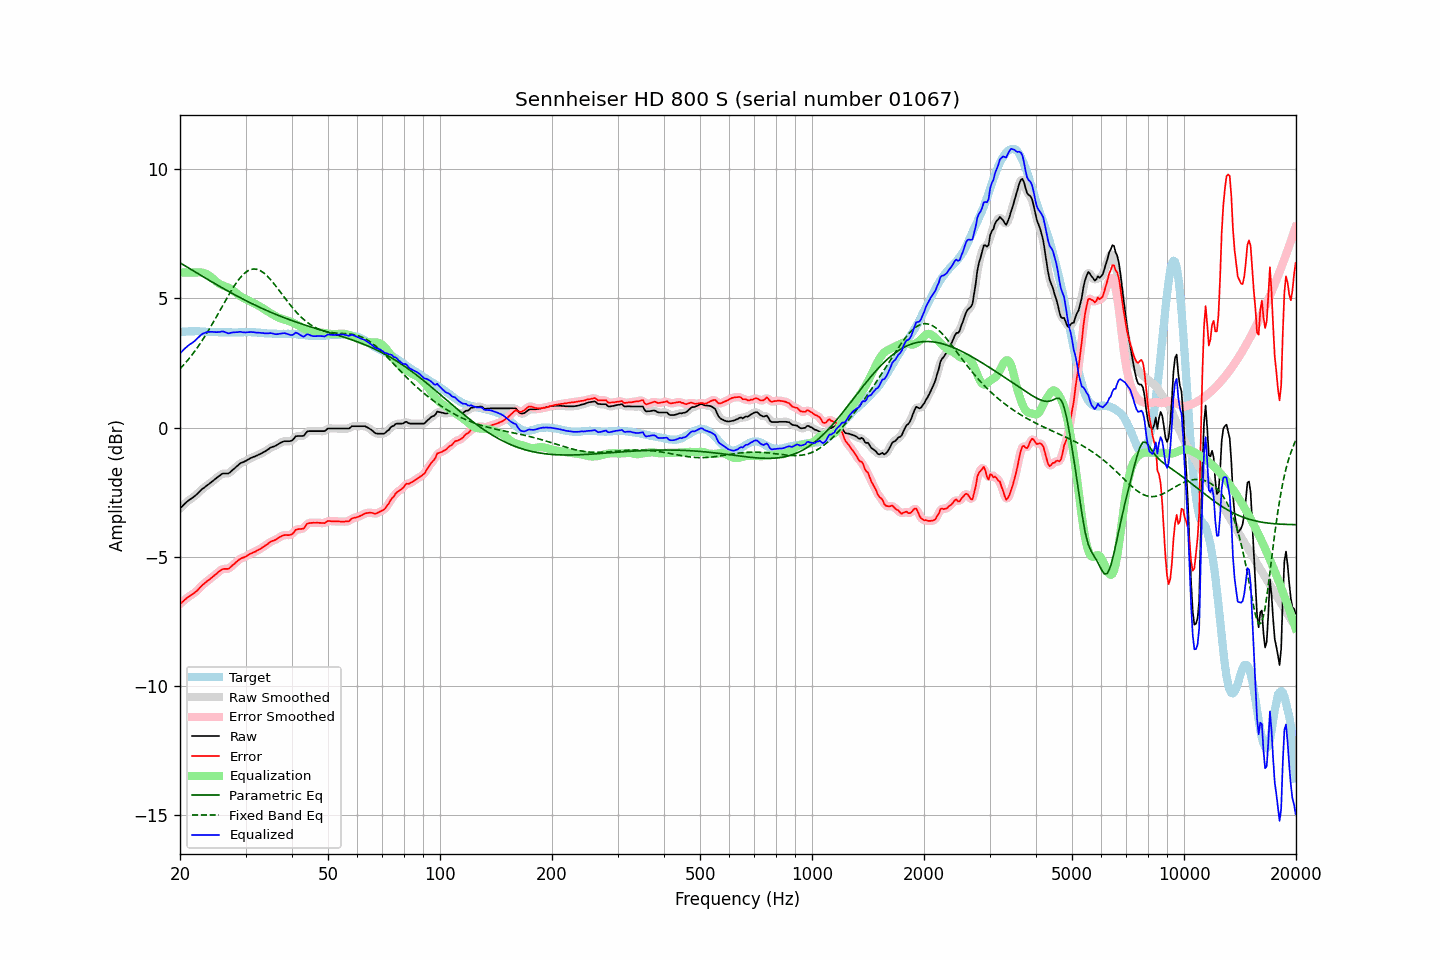 Sennheiser HD 800 S (serial number 01067)
Amplitude (dBr)
10
5
0
−5
−10
−15
Target
Raw Smoothed
Error Smoothed
Raw
Error
Equalization
Parametric Eq
Fixed Band Eq
Equalized
20 50 100 200 500 1000 2000 5000 10000 20000
Frequency (Hz)